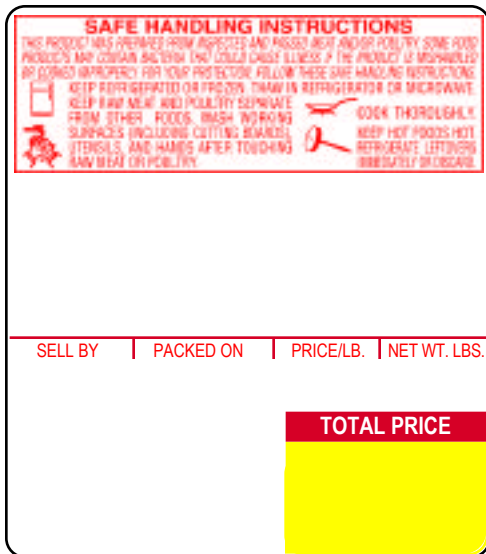 SAFE HANDLING INSTRUCTIONS
THIS PRODUCT WAS PREPARED FROM INSPECTED AND PASSED MEAT AND/OR POULTRY. SOME FOOD
PRODUCTS MAY CONTAIN BACTERIA THAT COULD CAUSE ILLNESS IF THE PRODUCT IS MISHANDLED
OR COOKED IMPROPERLY. FOR YOUR PROTECTION, FOLLOW THESE SAFE HANDLING INSTRUCTIONS.
KEEP REFRIGERATED OR FROZEN. THAW IN REFRIGERATOR OR MICROWAVE.
KEEP RAW MEAT AND POULTRY SEPARATE
FROM OTHER FOODS. WASH WORKING
SURFACES (INCLUDING CUTTING BOARDS),
UTENSILS, AND HANDS AFTER TOUCHING
RAW MEAT OR POULTRY.
COOK THOROUGHLY.
KEEP HOT FOODS HOT.
REFRIGERATE LEFTOVERS
IMMEDIATELY OR DISCARD.
SELL BY
PACKED ON
PRICE/LB.
NET WT. LBS.
TOTAL PRICE